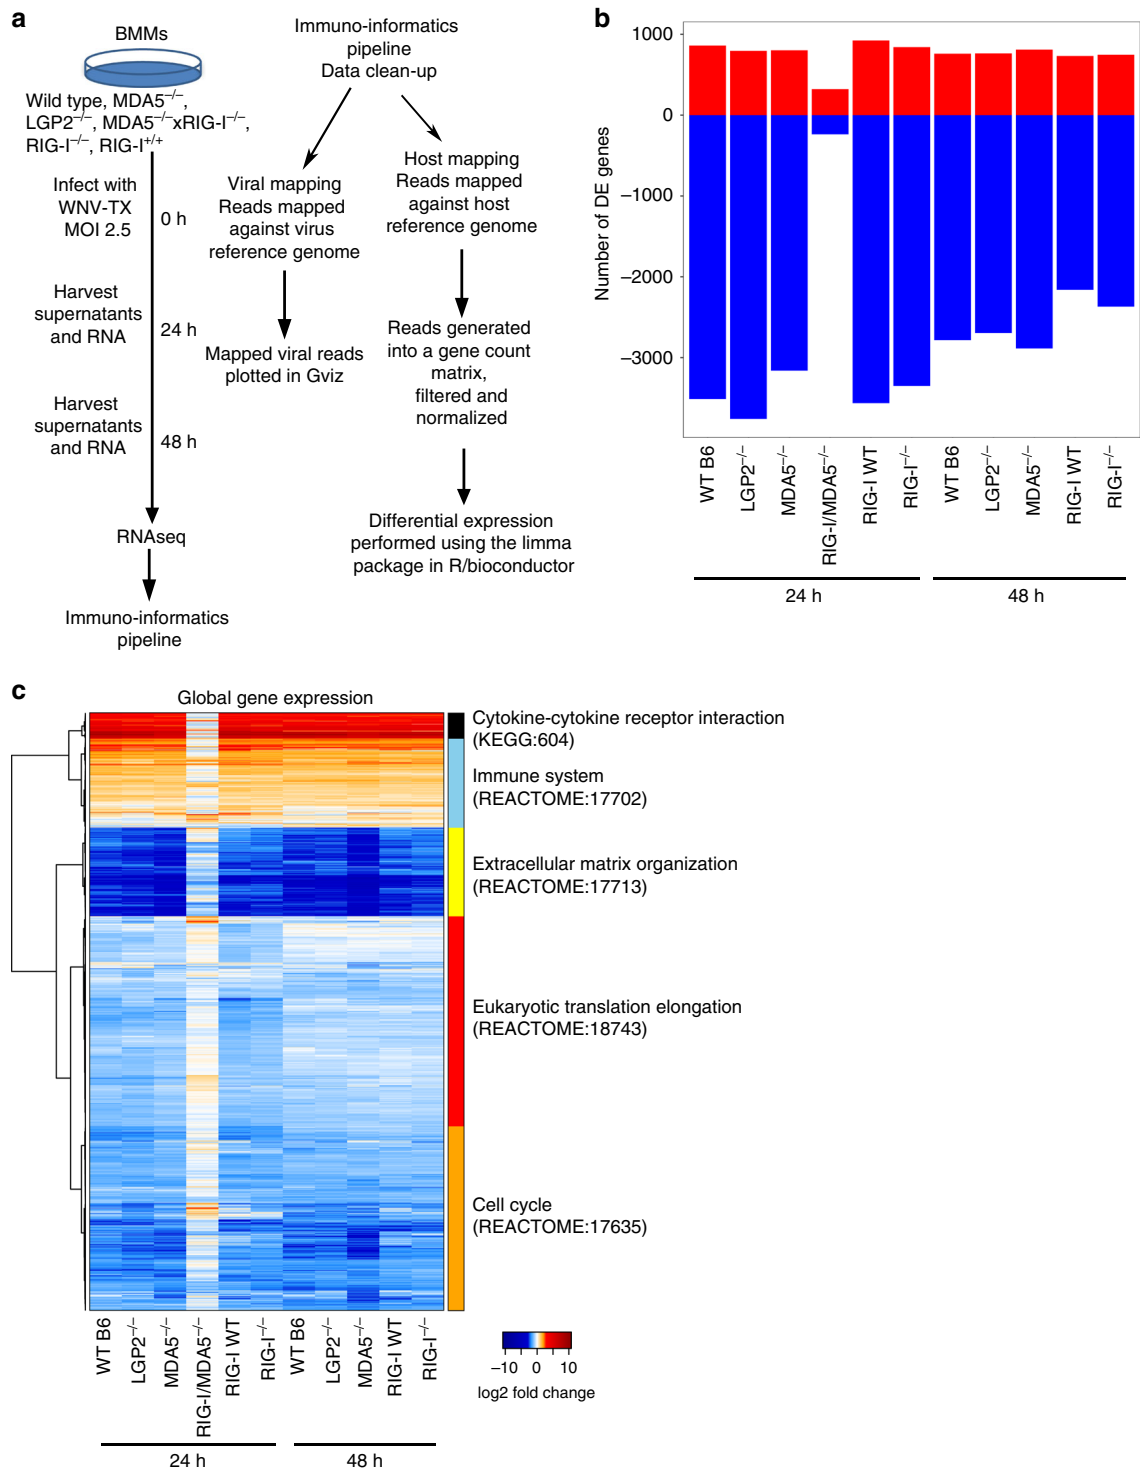 a
BMMs
Wild type, MDA5–/–,
LGP2–/–, MDA5–/–xRIG-I–/–,
RIG-I–/–, RIG-I+/+
Infect with
WNV-TX
MOI 2.5
0 h
Harvest
supernatants
and RNA
24 h
Harvest
supernatants
and RNA
48 h
RNAseq
Immuno-informatics
pipeline
Immuno-informatics
pipeline
Data clean-up
Viral mapping
Reads mapped
against virus
reference genome
Mapped viral reads
plotted in Gviz
Host mapping
Reads mapped
against host
reference genome
Reads generated
into a gene count
matrix,
filtered and
normalized
Differential expression
performed using the limma
package in R/bioconductor
b
Number of DE genes
1000
0
–1000
–2000
–3000
WT B6
LGP2–/–
MDA5–/–
RIG-I/MDA5–/–
RIG-I WT
RIG-I–/–
WT B6
LGP2–/–
MDA5–/–
RIG-I WT
RIG-I–/–
24 h
48 h
c
Global gene expression
Cytokine-cytokine receptor interaction
(KEGG:604)
Immune system
(REACTOME:17702)
Extracellular matrix organization
(REACTOME:17713)
Eukaryotic translation elongation
(REACTOME:18743)
Cell cycle
(REACTOME:17635)
WT B6
LGP2–/–
MDA5–/–
RIG-I/MDA5–/–
RIG-I WT
RIG-I–/–
WT B6
LGP2–/–
MDA5–/–
RIG-I WT
RIG-I–/–
24 h
48 h
–10 0 10
log2 fold change